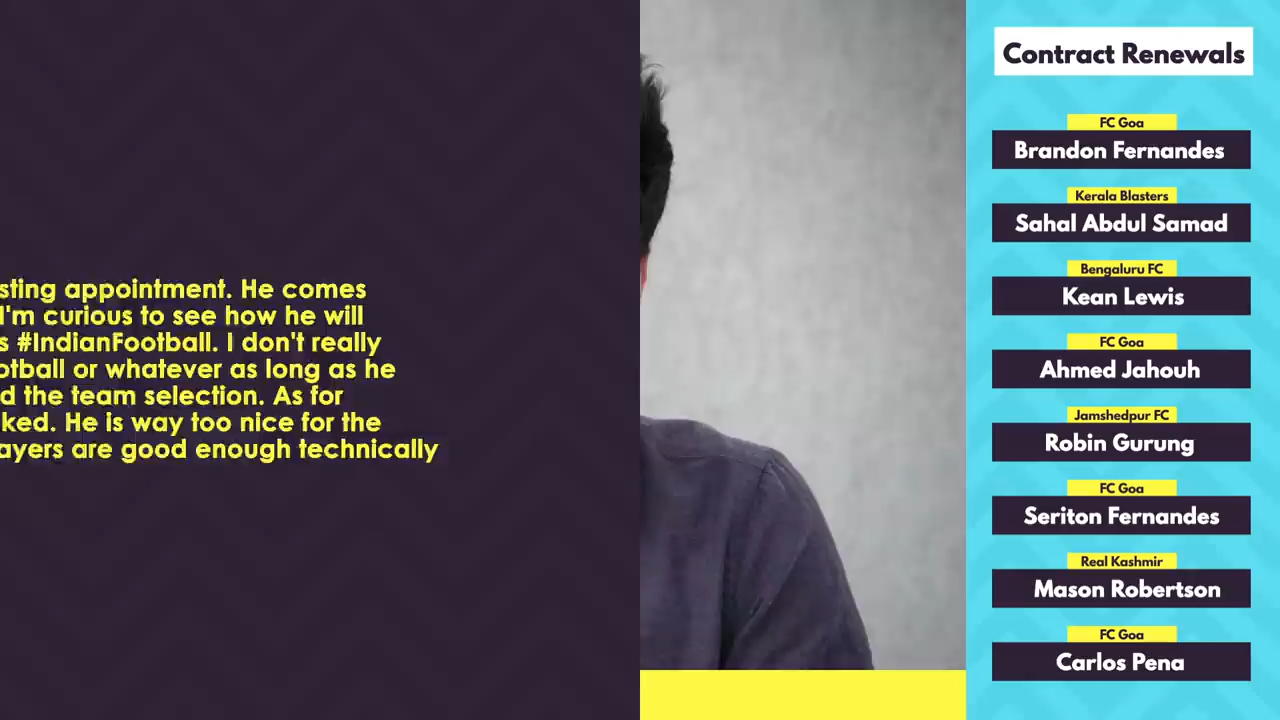 sting appointment. He comes
I'm curious to see how he will
s #IndianFootball. I don't really
otball or whatever as long as he
d the team selection. As for
ked. He is way too nice for the
ayers are good enough technically
Contract Renewals
FC Goa
Brandon Fernandes
Kerala Blasters
Sahal Abdul Samad
Bengaluru FC
Kean Lewis
FC Goa
Ahmed Jahouh
Jamshedpur FC
Robin Gurung
FC Goa
Seriton Fernandes
Real Kashmir
Mason Robertson
FC Goa
Carlos Pena